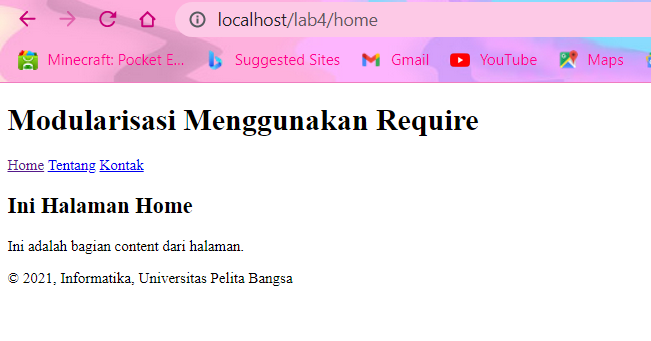 localhost/lab4/home
Minecraft: Pocket E... Suggested Sites Gmail YouTube Maps
Modularisasi Menggunakan Require
Home Tentang Kontak
Ini Halaman Home
Ini adalah bagian content dari halaman.
© 2021, Informatika, Universitas Pelita Bangsa